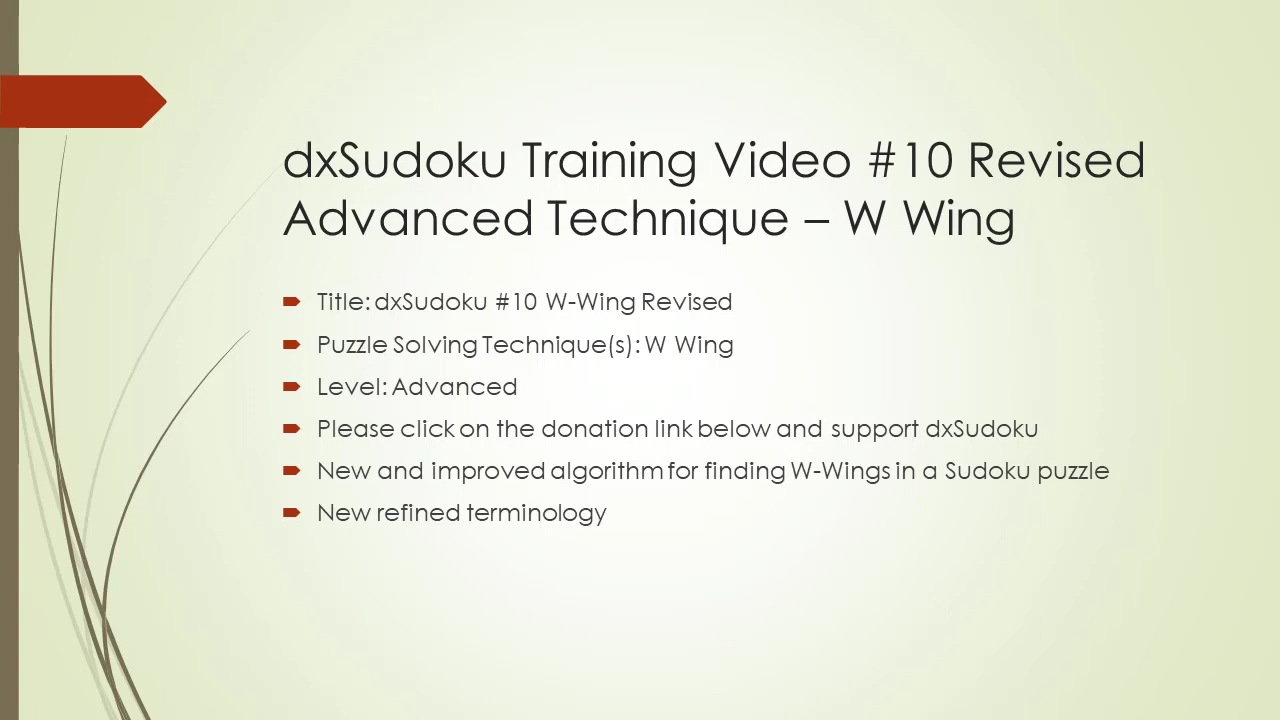 dxSudoku Training Video #10 Revised
Advanced Technique – W Wing
Title: dxSudoku #10 W-Wing Revised
Puzzle Solving Technique(s): W Wing
Level: Advanced
Please click on the donation link below and support dxSudoku
New and improved algorithm for finding W-Wings in a Sudoku puzzle
New refined terminology